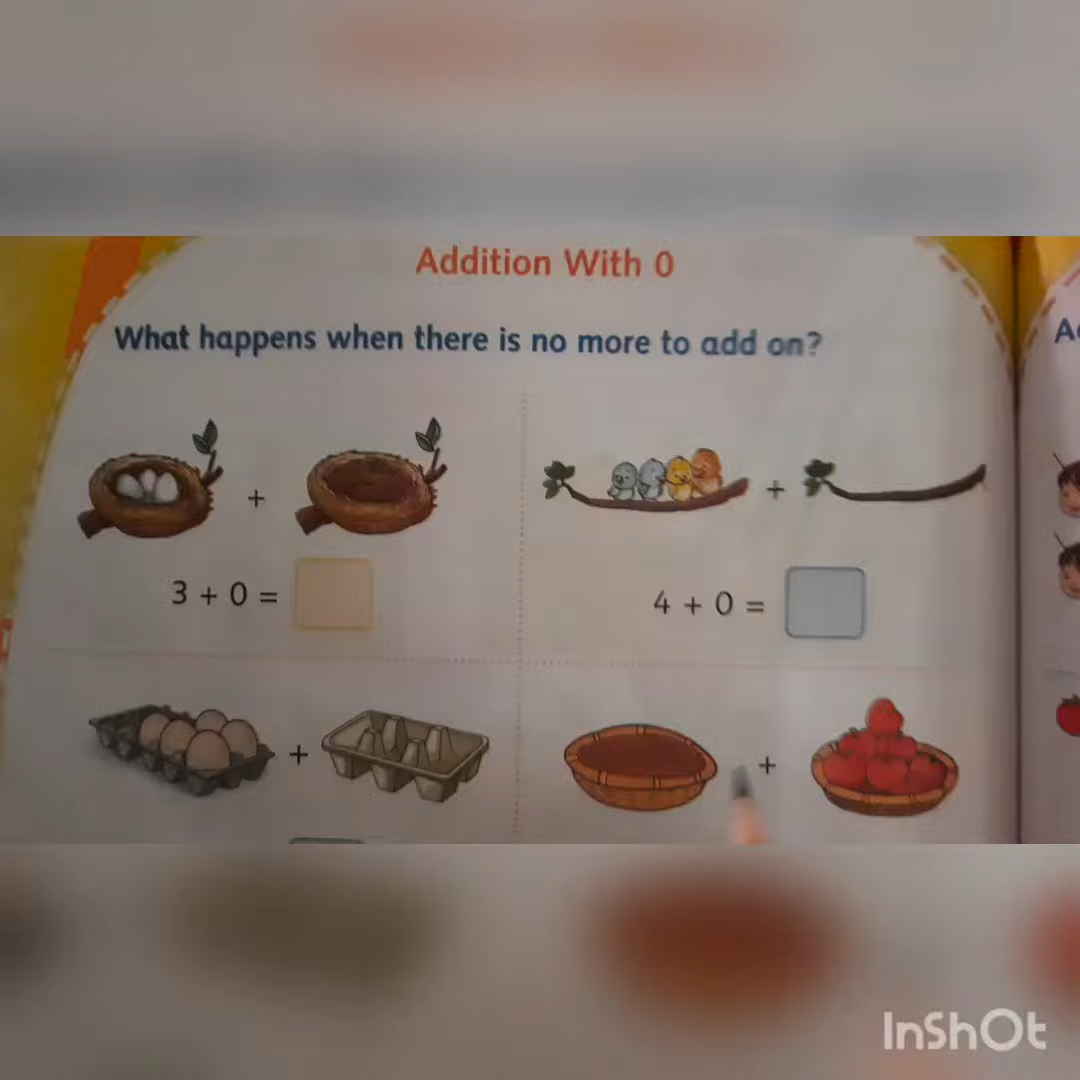 Addition With 0
What happens when there is no more to add on?
+
+
3 + 0 =
4 + 0 =
+
+
InShOt